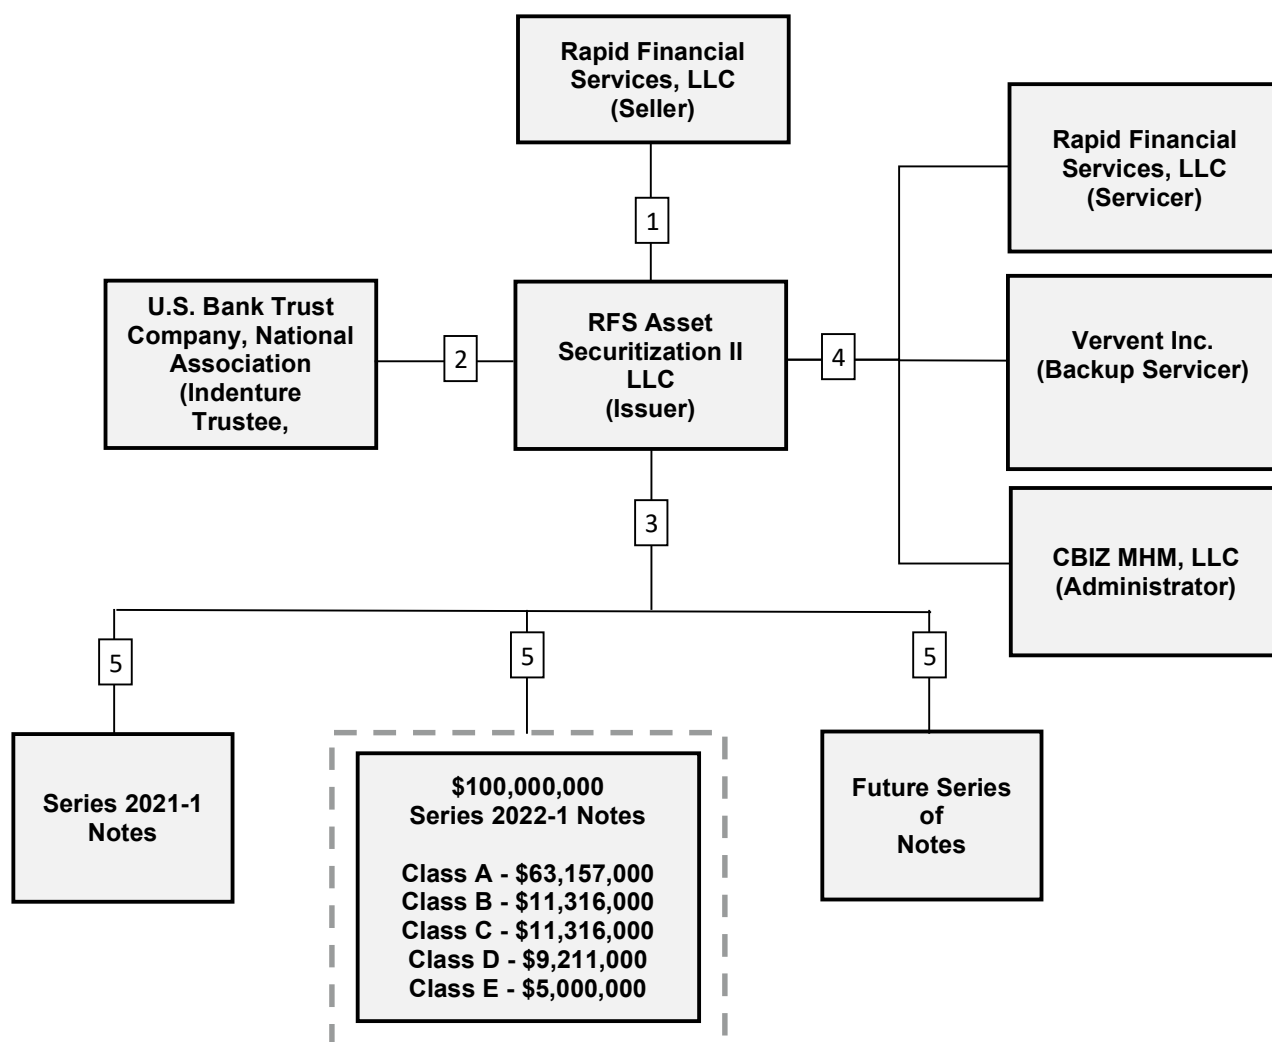 Rapid Financial
Services, LLC
(Seller)
1
Rapid Financial
Services, LLC
(Servicer)
U.S. Bank Trust
Company, National
Association
(Indenture
Trustee,
2
RFS Asset
Securitization II
LLC
(Issuer)
4
Vervent Inc.
(Backup Servicer)
CBIZ MHM, LLC
(Administrator)
3
5
5
5
Series 2021-1
Notes
$100,000,000
Series 2022-1 Notes
Class A - $63,157,000
Class B - $11,316,000
Class C - $11,316,000
Class D - $9,211,000
Class E - $5,000,000
Future Series
of
Notes